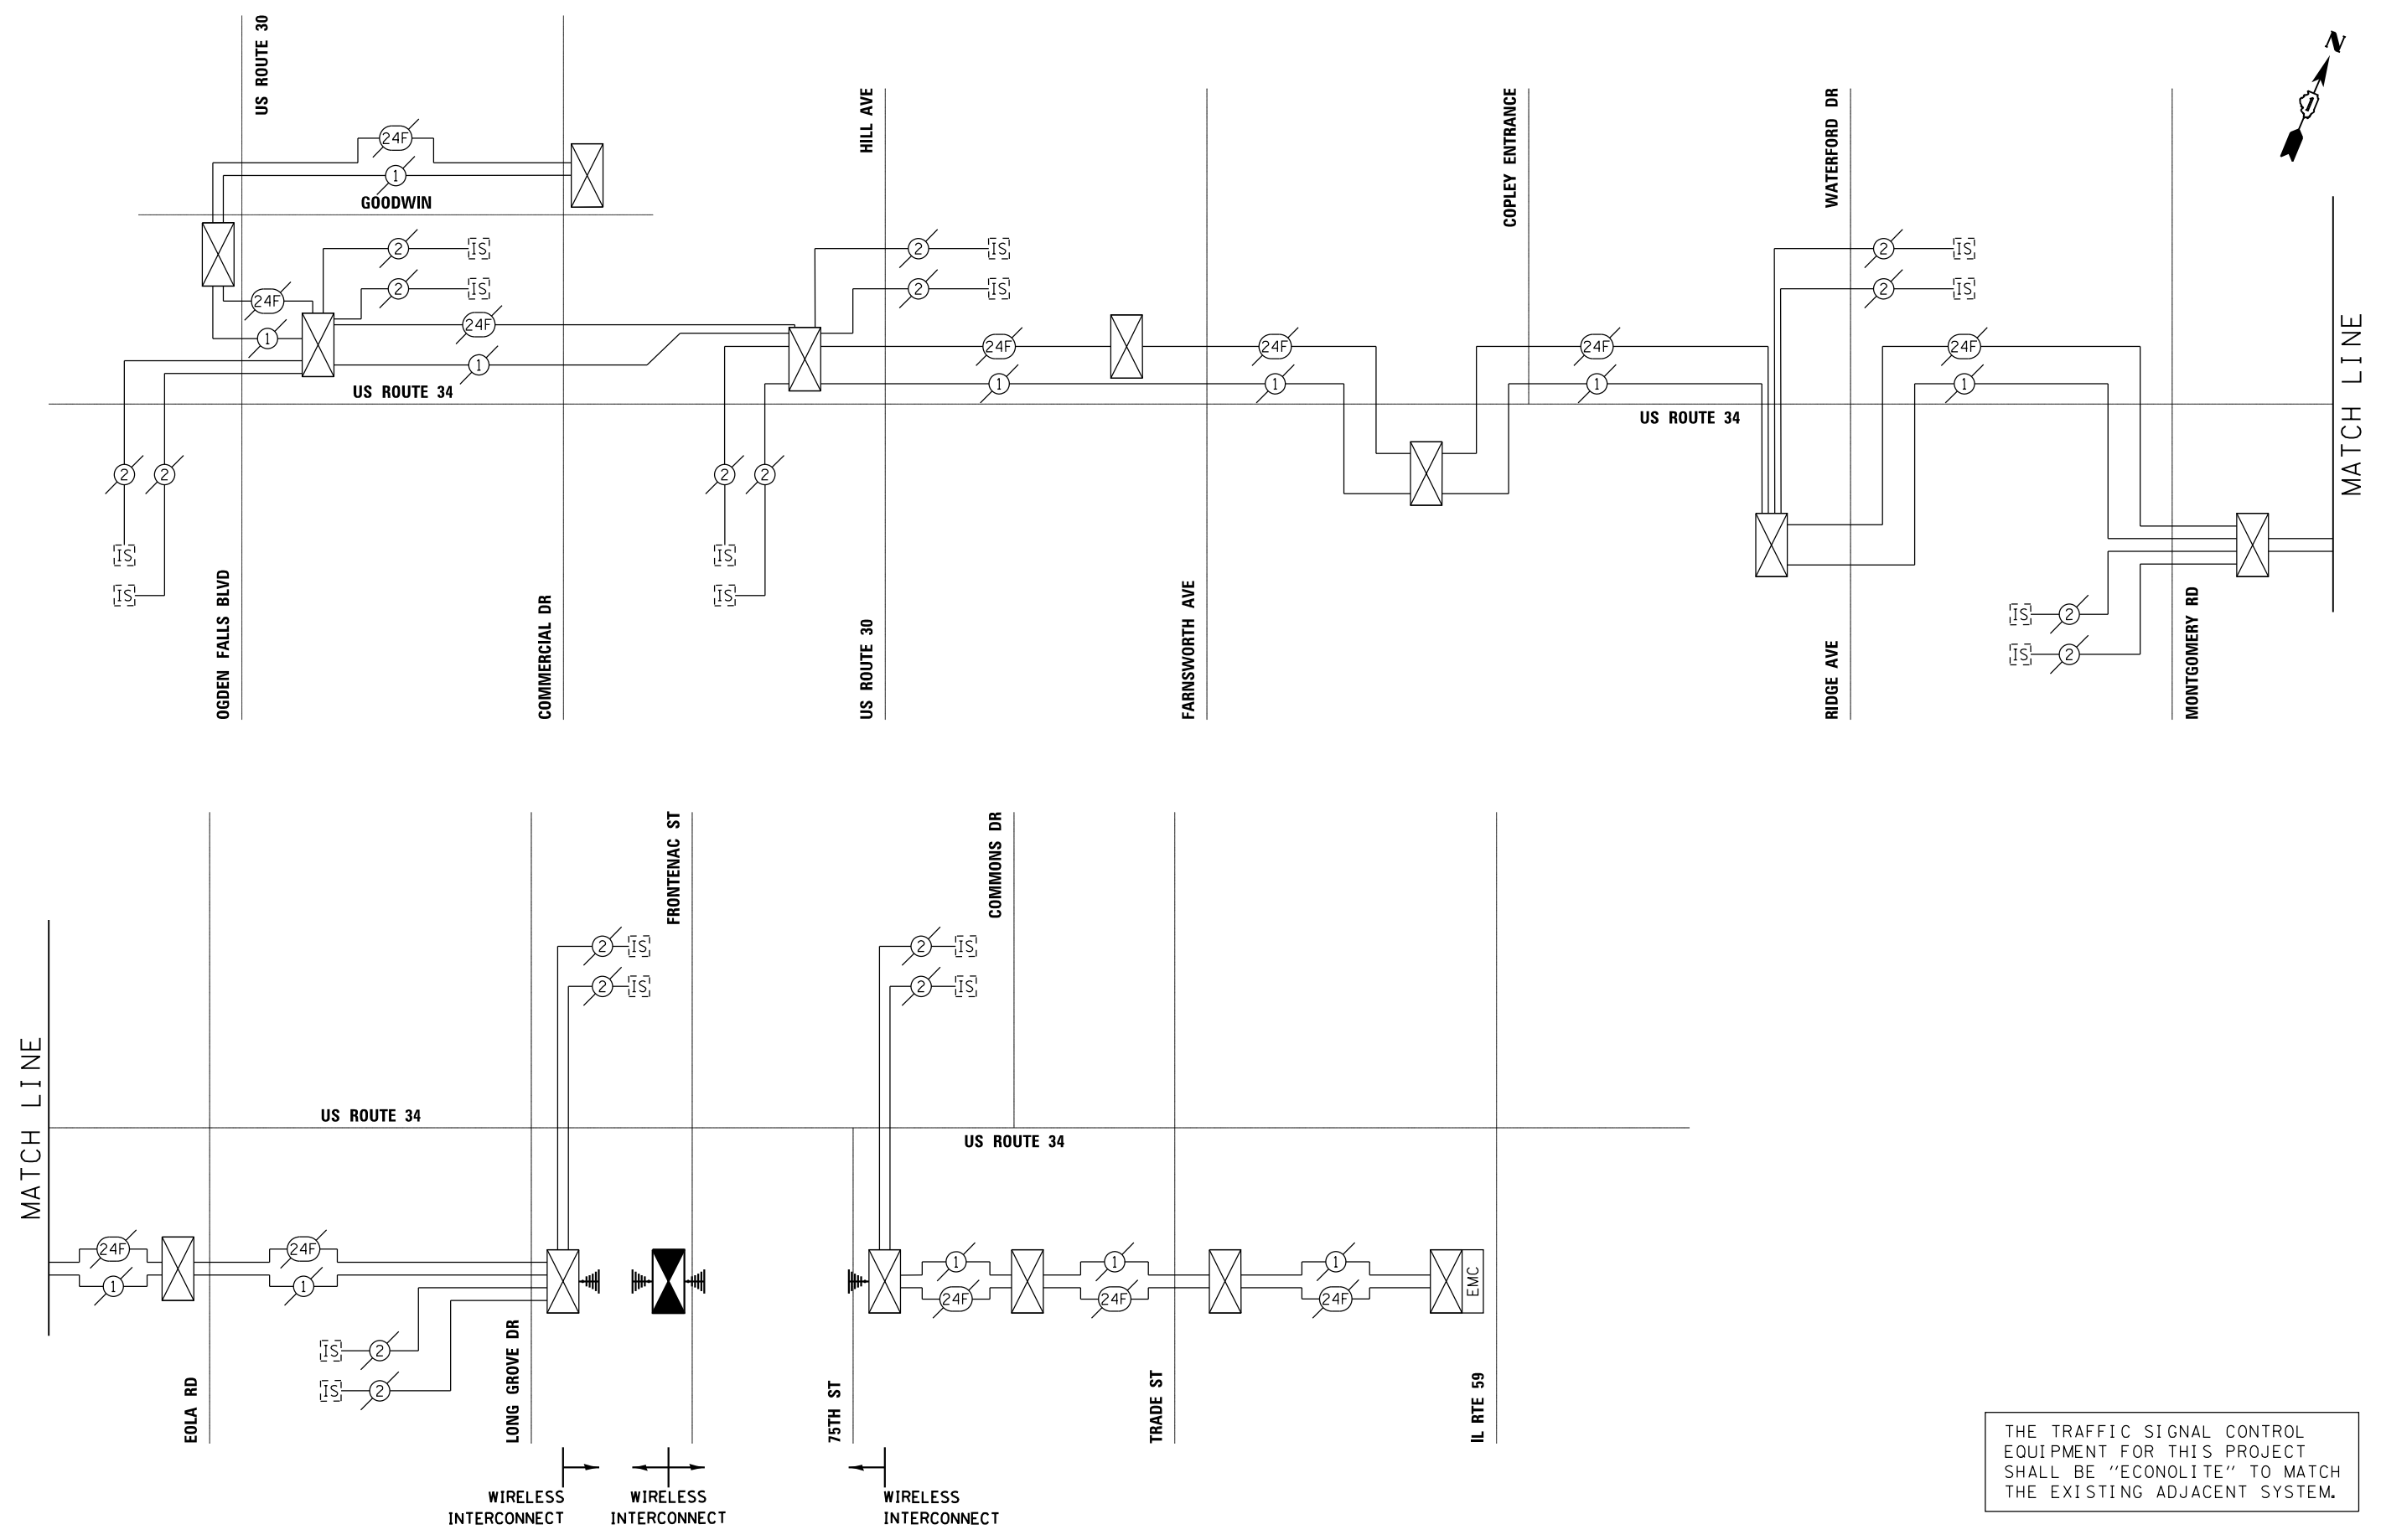 US ROUTE 30
N
24F
1
GOODWIN
HILL AVE
COPLEY ENTRANCE
WATERFORD DR
2 IS
2 IS
2 IS
2 IS
2 IS
2 IS
24F
24F
1
1
24F
1
24F
1
24F
1
24F
1
US ROUTE 34
US ROUTE 34
MATCH LINE
2
2
IS
IS
2
2
IS
IS
IS 2
IS 2
OGDEN FALLS BLVD
COMMERCIAL DR
US ROUTE 30
FARNSWORTH AVE
RIDGE AVE
MONTGOMERY RD
FRONTENAC ST
COMMONS DR
2 IS
2 IS
2 IS
2 IS
MATCH LINE
US ROUTE 34
US ROUTE 34
24F
1
24F
1
1
24F
1
24F
1
24F
EMC
IS 2
IS 2
EOLA RD
LONG GROVE DR
75TH ST
TRADE ST
IL RTE 59
WIRELESS
INTERCONNECT
WIRELESS
INTERCONNECT
WIRELESS
INTERCONNECT
THE TRAFFIC SIGNAL CONTROL
EQUIPMENT FOR THIS PROJECT
SHALL BE "ECONOLITE" TO MATCH
THE EXISTING ADJACENT SYSTEM.